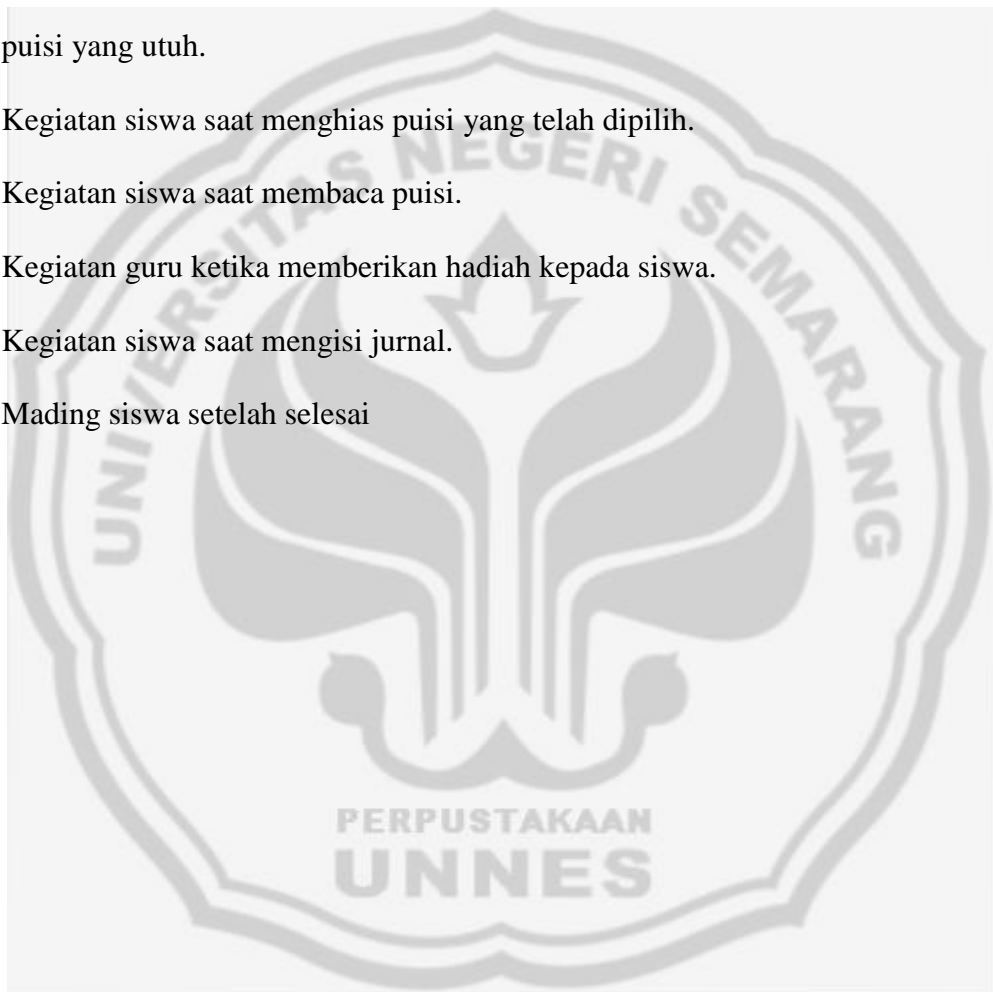 puisi yang utuh.
Kegiatan siswa saat menghias puisi yang telah dipilih.
Kegiatan siswa saat membaca puisi.
Kegiatan guru ketika memberikan hadiah kepada siswa.
Kegiatan siswa saat mengisi jurnal.
Mading siswa setelah selesai
UNIVERSITAS NEGERI SEMARANG
PERPUSTAKAAN
UNNES